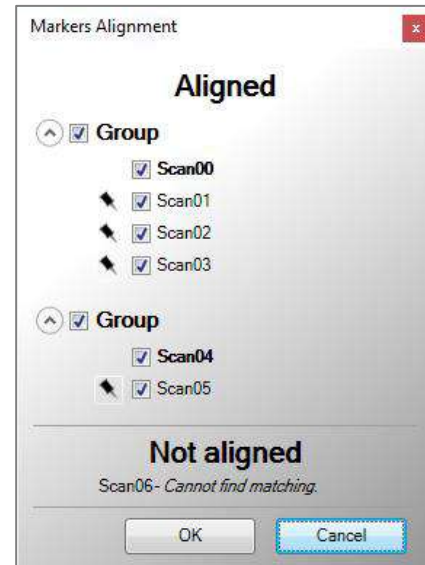 Markers Alignment
x
Aligned
Group
Scan00
Scan01
Scan02
Scan03
Group
Scan04
Scan05
Not aligned
Scan06- Cannot find matching.
OK Cancel